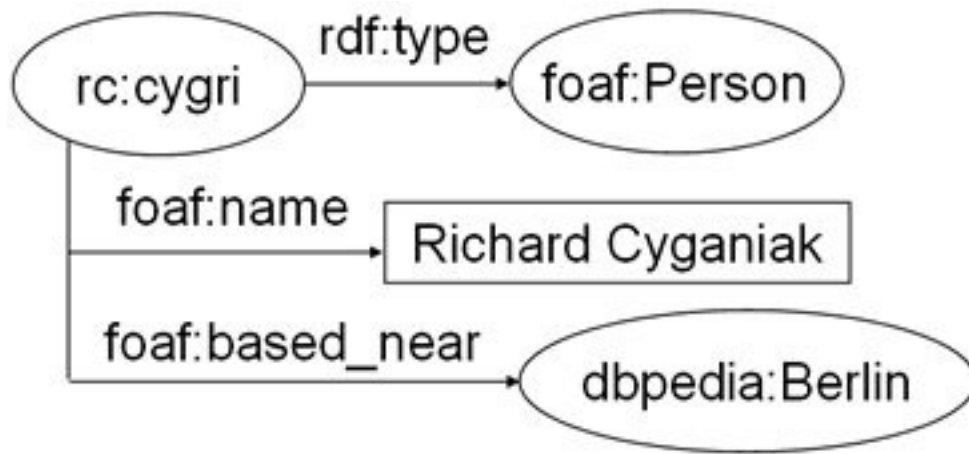 rdf:type
rc:cygri
foaf:Person
foaf:name
Richard Cyganiak
foaf:based_near
dbpedia:Berlin